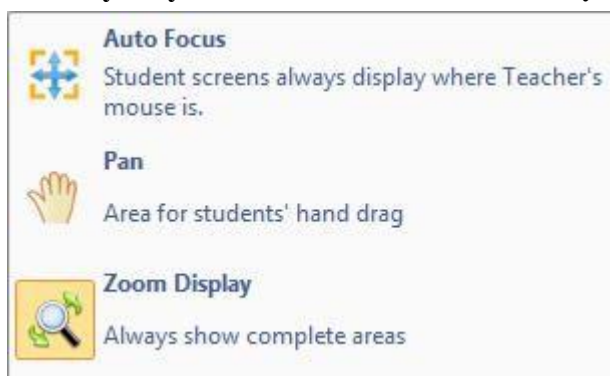 Auto Focus
Student screens always display where Teacher's
mouse is.
Pan
Area for students' hand drag
Zoom Display
Always show complete areas